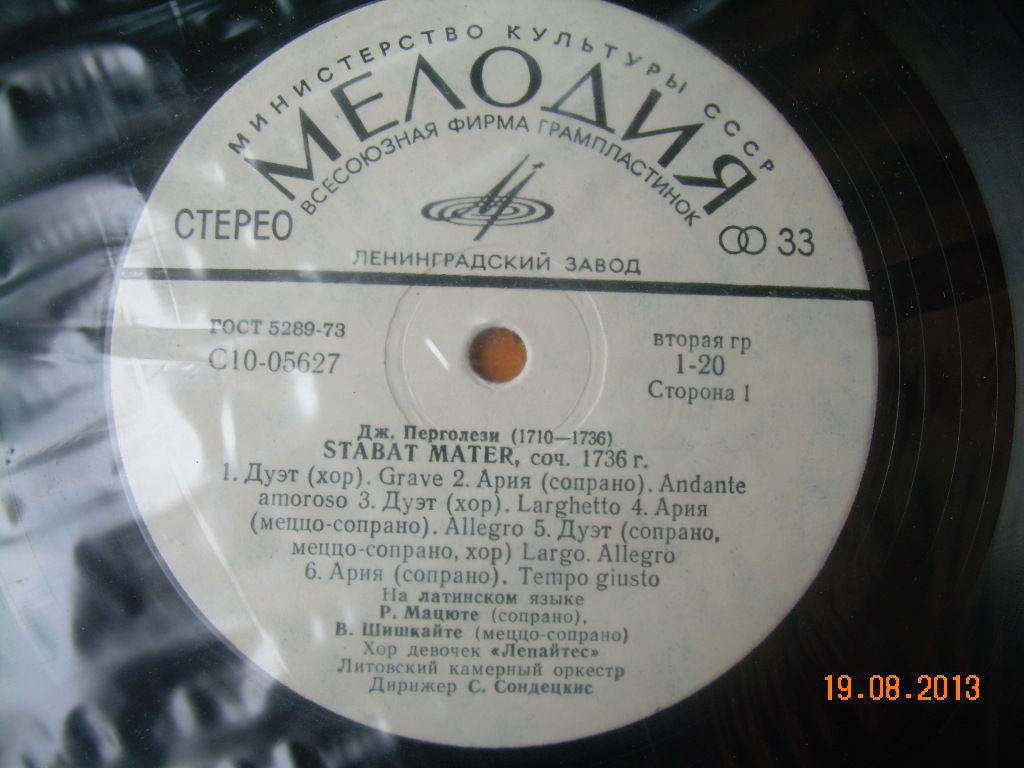 МИНИСТЕРСТВО КУЛЬТУРЫ СССР
МЕЛОДИЯ
ВСЕСОЮЗНАЯ ФИРМА ГРАМПЛАСТИНОК
СТЕРЕО
33
ЛЕНИНГРАДСКИЙ ЗАВОД
ГОСТ 5289-73
С10-05627
вторая гр
1-20
Сторона 1
Дж. Перголези (1710—1736)
STABAT MATER, соч. 1736 г.
1. Дуэт (хор). Grave 2. Ария (сопрано). Andante
amoroso 3. Дуэт (хор). Larghetto 4. Ария
(меццо-сопрано). Allegro 5. Дуэт (сопрано,
меццо-сопрано, хор) Largo. Allegro
6. Ария (сопрано). Tempo giusto
На латинском языке
Р. Мацюте (сопрано),
В. Шишкайте (меццо-сопрано)
Хор девочек «Лепайтес»
Литовский камерный оркестр
Дирижер С. Сондецкис
19.08.2013